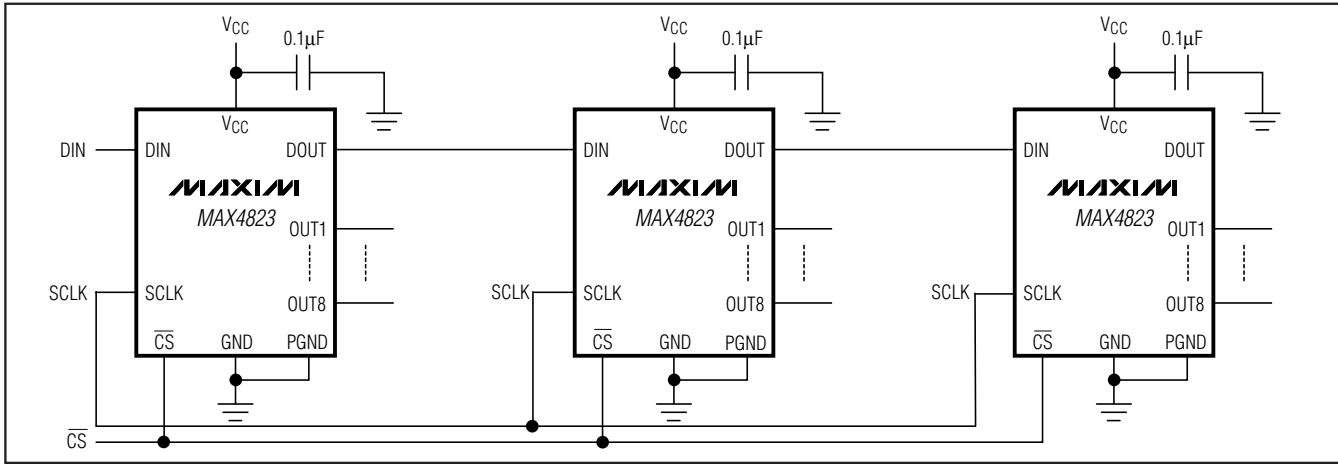 VCC
0.1µF
VCC
0.1µF
VCC
0.1µF
VCC
VCC
VCC
DIN
DIN
DOUT
DIN
DOUT
DIN
DOUT
MAXIM
MAX4823
MAXIM
MAX4823
MAXIM
MAX4823
OUT1
OUT1
OUT1
SCLK
SCLK
OUT8
SCLK
SCLK
OUT8
SCLK
SCLK
OUT8
CS
GND
PGND
CS
GND
PGND
CS
GND
PGND
CS